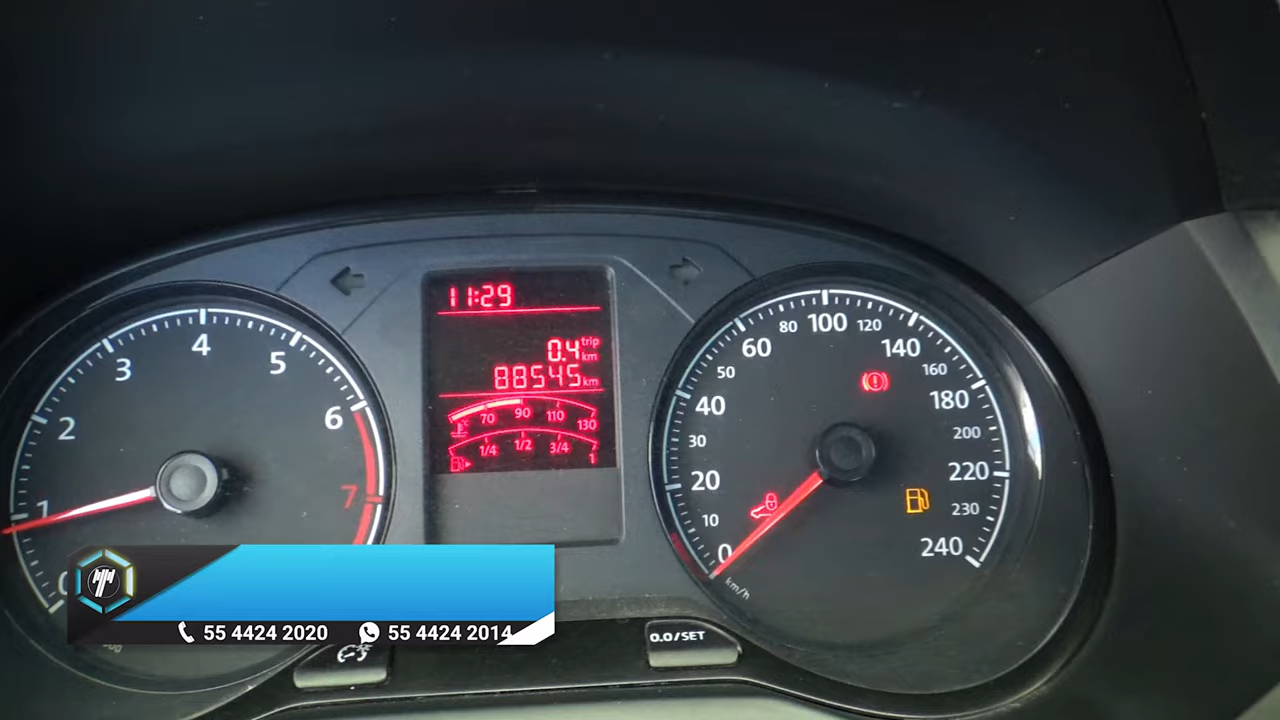 11:29
0.4 trip km
88545 km
70 90 110 130
1/4 1/2 3/4 1
0 1 2 3 4 5 6 7
0 10 20 30 40 50 60 80 100 120 140 160 180 200 220 230 240
km/h
0.0/SET
55 4424 2020 55 4424 2014